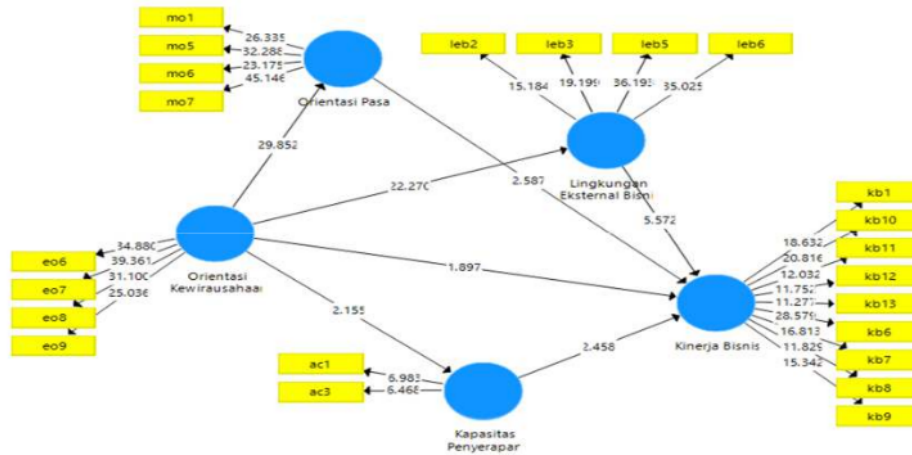 mo1
mo5
mo6
mo7
26.335
32.288
23.175
45.146
Orientasi Pasa
leb2
leb3
leb5
leb6
15.184
19.199
36.193
35.025
Lingkungan
Eksternal Bisni
29.852
22.270
2.587
5.572
eo6
eo7
eo8
eo9
34.880
39.361
31.100
25.036
Orientasi
Kewirausahaar
1.897
2.155
2.458
ac1
ac3
6.983
6.468
Kapasitas
Penyerapar
Kinerja Bisnis
18.632
20.816
12.032
11.752
11.277
28.579
16.813
11.829
15.342
kb1
kb10
kb11
kb12
kb13
kb6
kb7
kb8
kb9